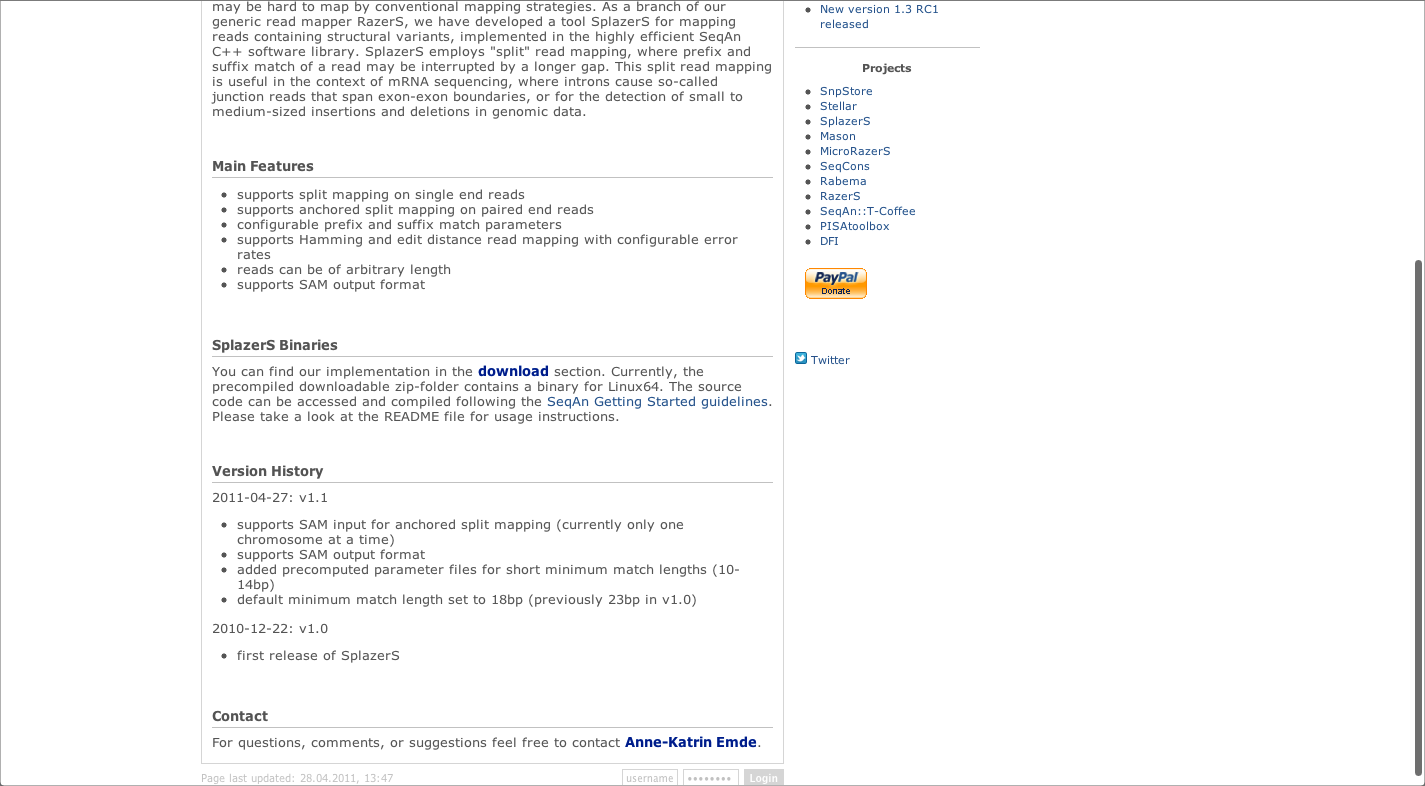 may be hard to map by conventional mapping strategies. As a branch of our
generic read mapper RazerS, we have developed a tool SplazerS for mapping
reads containing structural variants, implemented in the highly efficient SeqAn
C++ software library. SplazerS employs "split" read mapping, where prefix and
suffix match of a read may be interrupted by a longer gap. This split read mapping
is useful in the context of mRNA sequencing, where introns cause so-called
junction reads that span exon-exon boundaries, or for the detection of small to
medium-sized insertions and deletions in genomic data.
Main Features
supports split mapping on single end reads
supports anchored split mapping on paired end reads
configurable prefix and suffix match parameters
supports Hamming and edit distance read mapping with configurable error
rates
reads can be of arbitrary length
supports SAM output format
SplazerS Binaries
You can find our implementation in the download section. Currently, the
precompiled downloadable zip-folder contains a binary for Linux64. The source
code can be accessed and compiled following the SeqAn Getting Started guidelines.
Please take a look at the README file for usage instructions.
Version History
2011-04-27: v1.1
supports SAM input for anchored split mapping (currently only one
chromosome at a time)
supports SAM output format
added precomputed parameter files for short minimum match lengths (10-
14bp)
default minimum match length set to 18bp (previously 23bp in v1.0)
2010-12-22: v1.0
first release of SplazerS
Contact
For questions, comments, or suggestions feel free to contact Anne-Katrin Emde.
Page last updated: 28.04.2011, 13:47
username
••••••••
Login
New version 1.3 RC1
released
Projects
SnpStore
Stellar
SplazerS
Mason
MicroRazerS
SeqCons
Rabema
RazerS
SeqAn::T-Coffee
PISAtoolbox
DFI
PayPal
Donate
Twitter